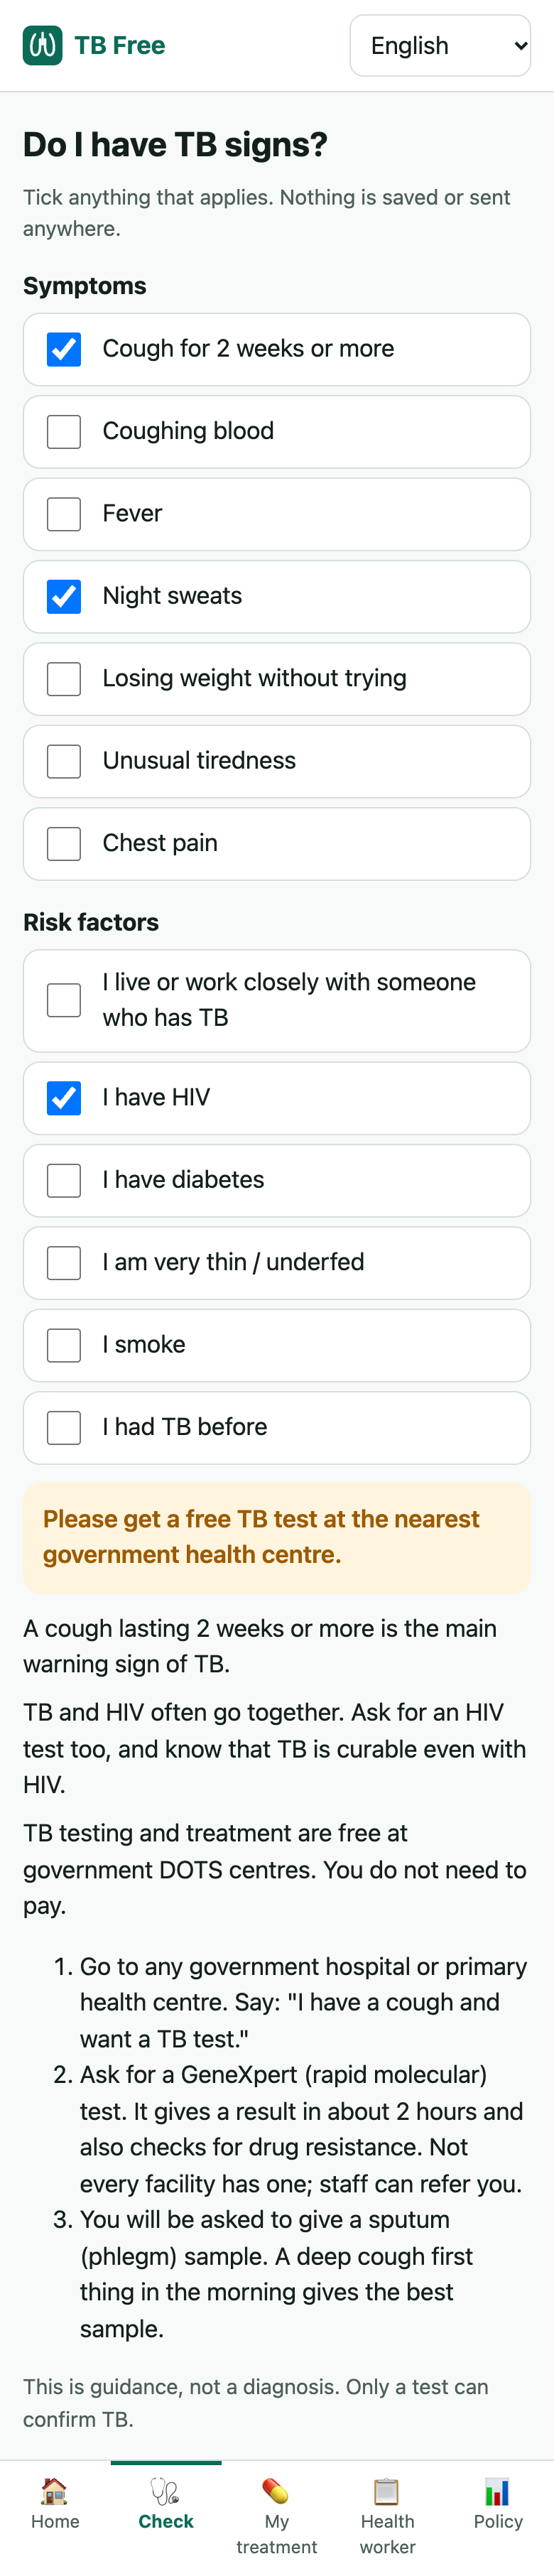 TB Free
English
Do I have TB signs?
Tick anything that applies. Nothing is saved or sent
anywhere.
Symptoms
Cough for 2 weeks or more
Coughing blood
Fever
Night sweats
Losing weight without trying
Unusual tiredness
Chest pain
Risk factors
I live or work closely with someone
who has TB
I have HIV
I have diabetes
I am very thin / underfed
I smoke
I had TB before
Please get a free TB test at the nearest
government health centre.
A cough lasting 2 weeks or more is the main
warning sign of TB.
TB and HIV often go together. Ask for an HIV
test too, and know that TB is curable even with
HIV.
TB testing and treatment are free at
government DOTS centres. You do not need to
pay.
1. Go to any government hospital or primary
health centre. Say: "I have a cough and
want a TB test."
2. Ask for a GeneXpert (rapid molecular)
test. It gives a result in about 2 hours and
also checks for drug resistance. Not
every facility has one; staff can refer you.
3. You will be asked to give a sputum
(phlegm) sample. A deep cough first
thing in the morning gives the best
sample.
This is guidance, not a diagnosis. Only a test can
confirm TB.
Home
Check
My
treatment
Health
worker
Policy